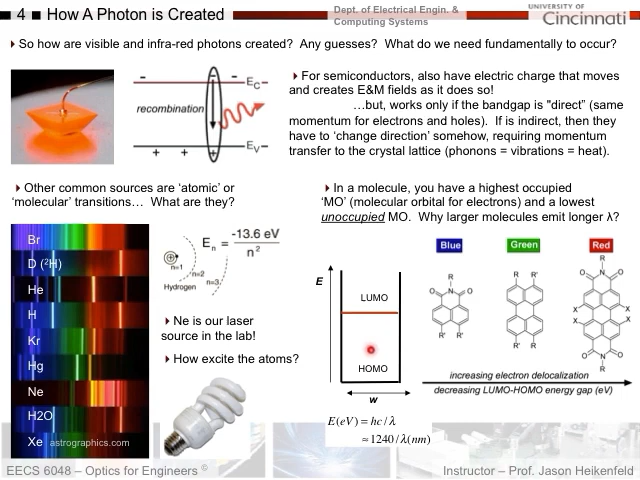 4 How A Photon is Created
Dept. of Electrical Engin. &
Computing Systems
UNIVERSITY OF
Cincinnati
So how are visible and infra-red photons created? Any guesses? What do we need fundamentally to occur?
recombination
E_C
E_V
For semiconductors, also have electric charge that moves
and creates E&M fields as it does so!
…but, works only if the bandgap is "direct" (same
momentum for electrons and holes). If is indirect, then they
have to ‘change direction’ somehow, requiring momentum
transfer to the crystal lattice (phonons = vibrations = heat).
Other common sources are ‘atomic’ or
‘molecular’ transitions… What are they?
Br
D (²H)
He
H
Kr
Hg
Ne
H2O
Xe astrographics.com
E_n = -13.6 eV / n²
n=1
n=2
n=3.
Hydrogen
Ne is our laser
source in the lab!
How excite the atoms?
In a molecule, you have a highest occupied
‘MO’ (molecular orbital for electrons) and a lowest
unoccupied MO. Why larger molecules emit longer λ?
E
LUMO
HOMO
w
E(eV) = hc / λ
≈ 1240 / λ(nm)
Blue
Green
Red
R
O N O
R' R'
R R'
R' R
R
O N O
X X
X X
O N O
R
increasing electron delocalization
decreasing LUMO-HOMO energy gap (eV)
EECS 6048 – Optics for Engineers ©
Instructor – Prof. Jason Heikenfeld